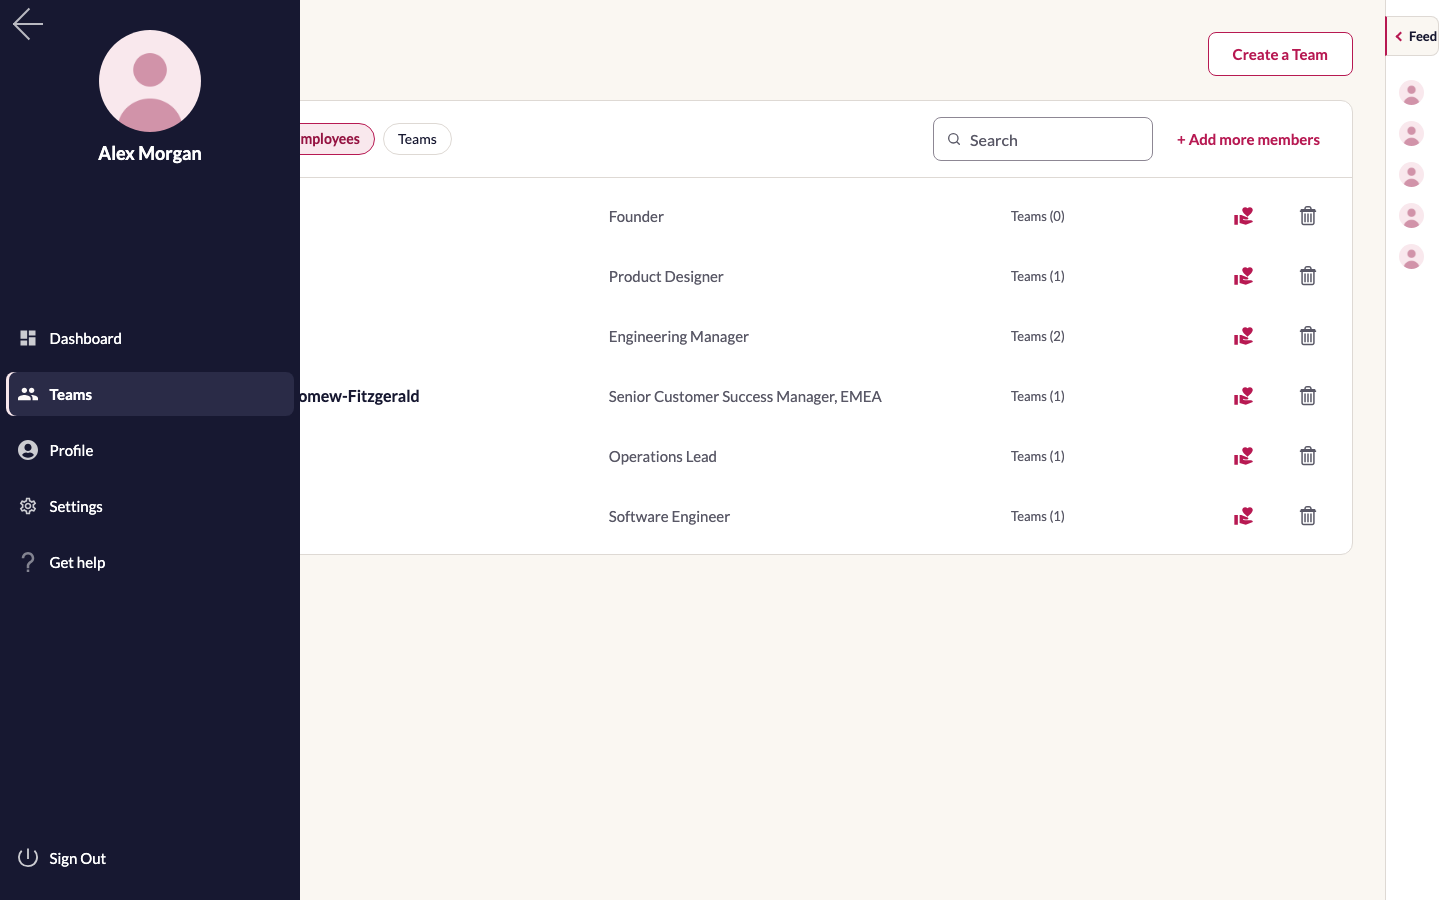 Alex Morgan
Dashboard
Teams
Profile
Settings
Get help
Sign Out
Create a Team
mployees
Teams
Search
+ Add more members
Founder
Teams (0)
Product Designer
Teams (1)
Engineering Manager
Teams (2)
omew-Fitzgerald
Senior Customer Success Manager, EMEA
Teams (1)
Operations Lead
Teams (1)
Software Engineer
Teams (1)
Feed